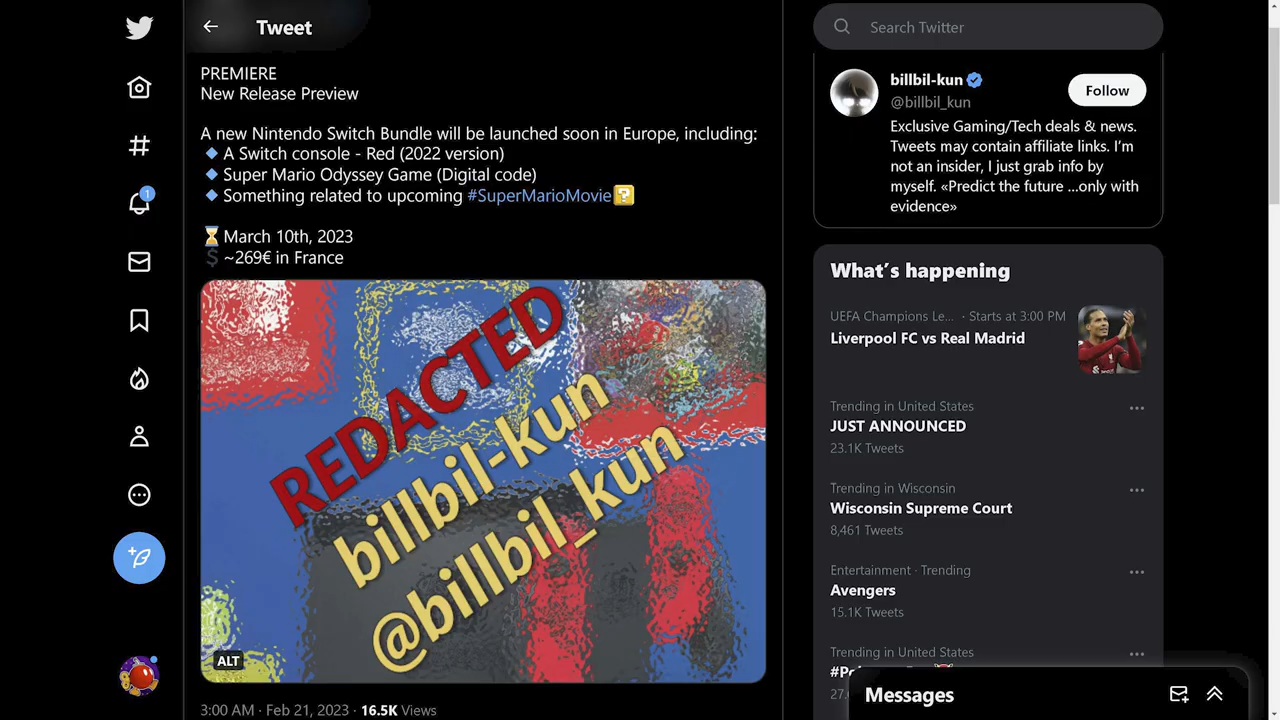 Tweet
PREMIERE
New Release Preview
A new Nintendo Switch Bundle will be launched soon in Europe, including:
🔹 A Switch console - Red (2022 version)
🔹 Super Mario Odyssey Game (Digital code)
🔹 Something related to upcoming #SuperMarioMovie
⏳ March 10th, 2023
💲 ~269€ in France
REDACTED
billbil-kun
@billbil_kun
ALT
3:00 AM · Feb 21, 2023 · 16.5K Views
1
Search Twitter
billbil-kun
@billbil_kun
Follow
Exclusive Gaming/Tech deals & news.
Tweets may contain affiliate links. I'm
not an insider, I just grab info by
myself. «Predict the future ...only with
evidence»
What's happening
UEFA Champions Le... · Starts at 3:00 PM
Liverpool FC vs Real Madrid
Trending in United States
JUST ANNOUNCED
23.1K Tweets
Trending in Wisconsin
Wisconsin Supreme Court
8,461 Tweets
Entertainment · Trending
Avengers
15.1K Tweets
Trending in United States
Messages